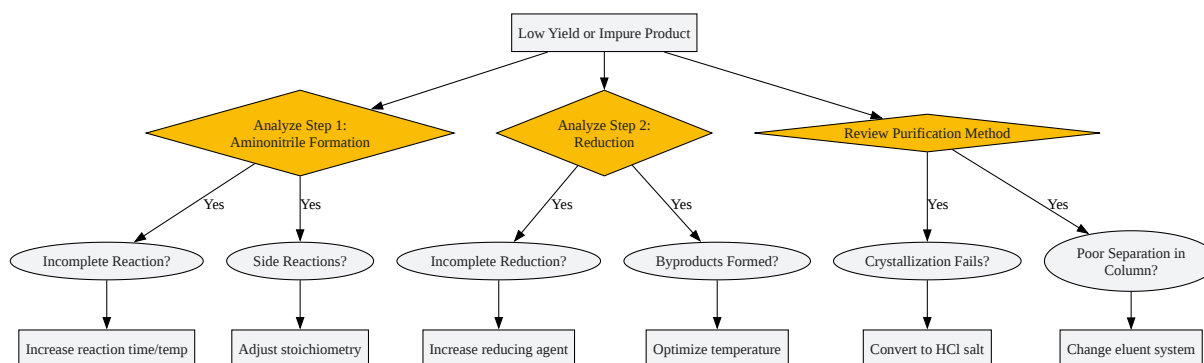 Low Yield or Impure Product
Analyze Step 1:
Aminonitrile Formation
Analyze Step 2:
Reduction
Review Purification Method
Yes
Yes
Yes
Yes
Yes
Yes
Incomplete Reaction?
Side Reactions?
Incomplete Reduction?
Byproducts Formed?
Crystallization Fails?
Poor Separation in
Column?
Increase reaction time/temp
Adjust stoichiometry
Increase reducing agent
Optimize temperature
Convert to HCl salt
Change eluent system